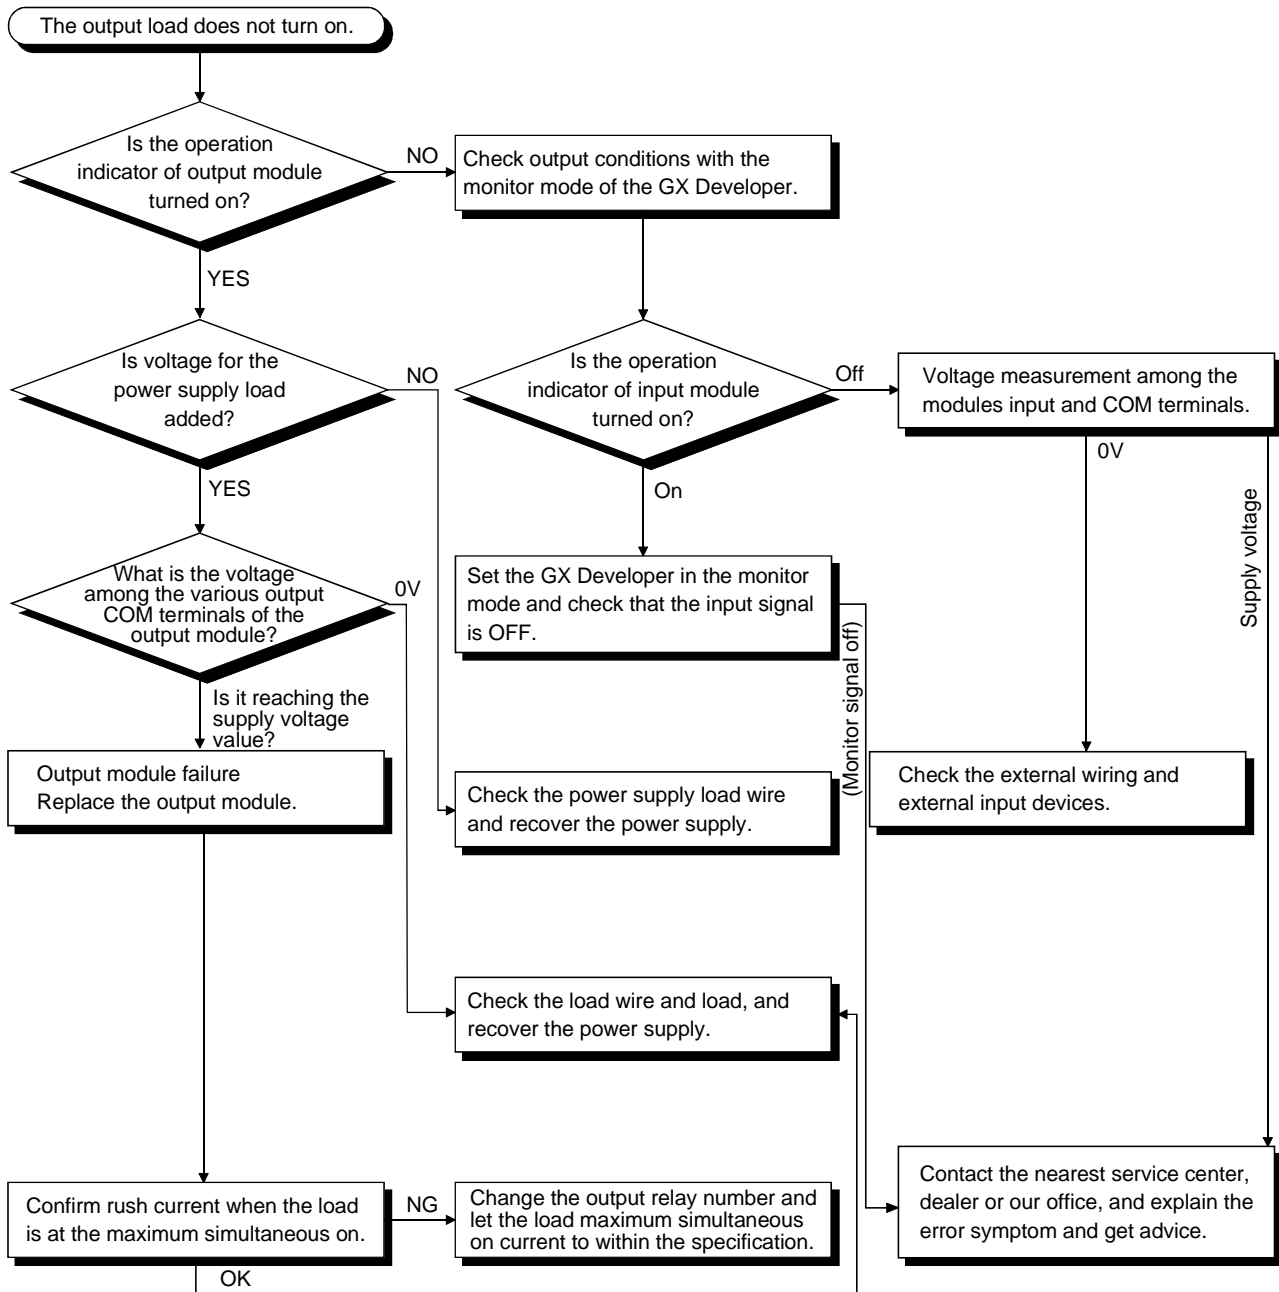 The output load does not turn on.
Is the operation
indicator of output module
turned on?
NO
Check output conditions with the
monitor mode of the GX Developer.
YES
Is voltage for the
power supply load
added?
NO
Is the operation
indicator of input module
turned on?
Off
Voltage measurement among the
modules input and COM terminals.
0V
Supply voltage
YES
On
What is the voltage
among the various output
COM terminals of the
output module?
0V
Set the GX Developer in the monitor
mode and check that the input signal
is OFF.
(Monitor signal off)
Is it reaching the
supply voltage
value?
Output module failure
Replace the output module.
Check the power supply load wire
and recover the power supply.
Check the external wiring and
external input devices.
Check the load wire and load, and
recover the power supply.
Confirm rush current when the load
is at the maximum simultaneous on.
NG
Change the output relay number and
let the load maximum simultaneous
on current to within the specification.
Contact the nearest service center,
dealer or our office, and explain the
error symptom and get advice.
OK